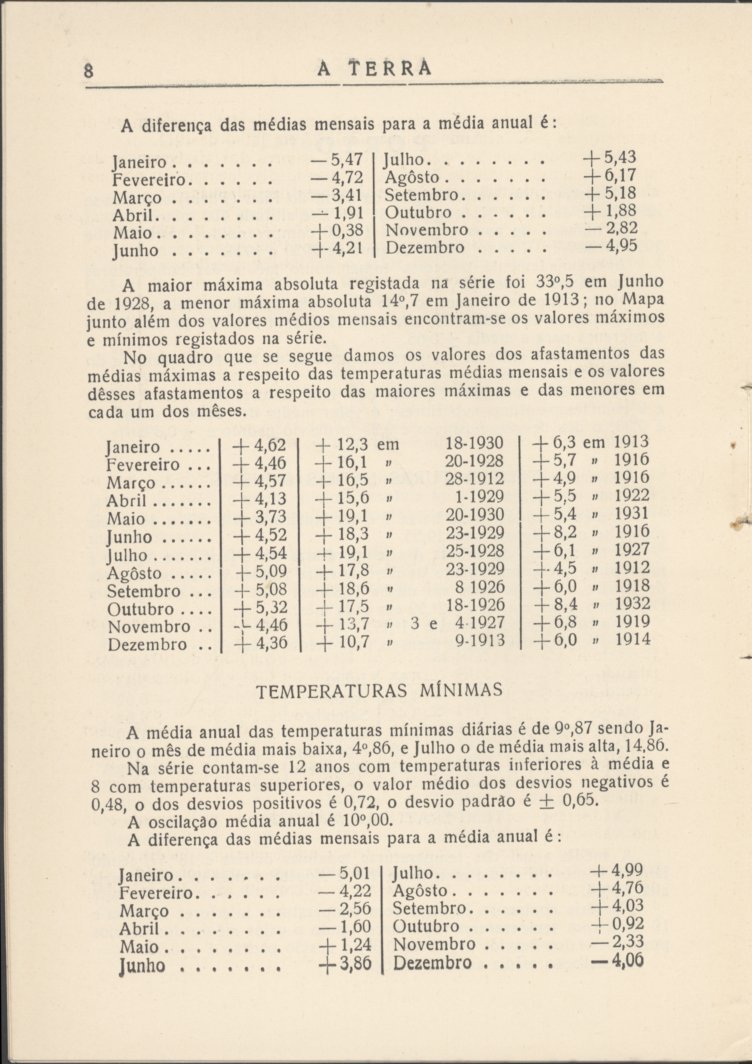 8 A TERRA
A diferença das médias mensais para a média anual é:
Janeiro . . . . . . . — 5,47 | Julho. . . . . . . . + 5,43
Fevereiro. . . . . . — 4,72 | Agôsto . . . . . . . + 6,17
Março . . . . . . . — 3,41 | Setembro. . . . . . + 5,18
Abril. . . . . . . . — 1,91 | Outubro . . . . . . + 1,88
Maio. . . . . . . . + 0,38 | Novembro . . . . . — 2,82
Junho . . . . . . . + 4,21 | Dezembro . . . . . — 4,95
A maior máxima absoluta registada na série foi 33º,5 em Junho
de 1928, a menor máxima absoluta 14º,7 em Janeiro de 1913; no Mapa
junto além dos valores médios mensais encontram-se os valores máximos
e mínimos registados na série.
No quadro que se segue damos os valores dos afastamentos das
médias máximas a respeito das temperaturas médias mensais e os valores
dêsses afastamentos a respeito das maiores máximas e das menores em
cada um dos mêses.
Janeiro ..... | + 4,62 | + 12,3 em 18-1930 | + 6,3 em 1913
Fevereiro ... | + 4,46 | + 16,1 " 20-1928 | + 5,7 " 1916
Março ...... | + 4,57 | + 16,5 " 28-1912 | + 4,9 " 1916
Abril ....... | + 4,13 | + 15,6 " 1-1929 | + 5,5 " 1922
Maio ....... | + 3,73 | + 19,1 " 20-1930 | + 5,4 " 1931
Junho ...... | + 4,52 | + 18,3 " 23-1929 | + 8,2 " 1916
Julho ....... | + 4,54 | + 19,1 " 25-1928 | + 6,1 " 1927
Agôsto ..... | + 5,09 | + 17,8 " 23-1929 | + 4,5 " 1912
Setembro ... | + 5,08 | + 18,6 " 8 1926 | + 6,0 " 1918
Outubro .... | + 5,32 | + 17,5 " 18-1926 | + 8,4 " 1932
Novembro .. | + 4,46 | + 13,7 " 3 e 4-1927 | + 6,8 " 1919
Dezembro .. | + 4,36 | + 10,7 " 9-1913 | + 6,0 " 1914
TEMPERATURAS MÍNIMAS
A média anual das temperaturas mínimas diárias é de 9º,87 sendo Ja-
neiro o mês de média mais baixa, 4º,86, e Julho o de média mais alta, 14,86.
Na série contam-se 12 anos com temperaturas inferiores à média e
8 com temperaturas superiores, o valor médio dos desvios negativos é
0,48, o dos desvios positivos é 0,72, o desvio padrão é ± 0,65.
A oscilação média anual é 10º,00.
A diferença das médias mensais para a média anual é:
Janeiro . . . . . . . — 5,01 | Julho. . . . . . . . + 4,99
Fevereiro. . . . . . — 4,22 | Agôsto . . . . . . . + 4,76
Março . . . . . . . — 2,56 | Setembro. . . . . . + 4,03
Abril. . . . . . . . — 1,60 | Outubro . . . . . . + 0,92
Maio . . . . . . . . + 1,24 | Novembro . . . . . — 2,33
Junho . . . . . . . + 3,86 | Dezembro . . . . . — 4,06